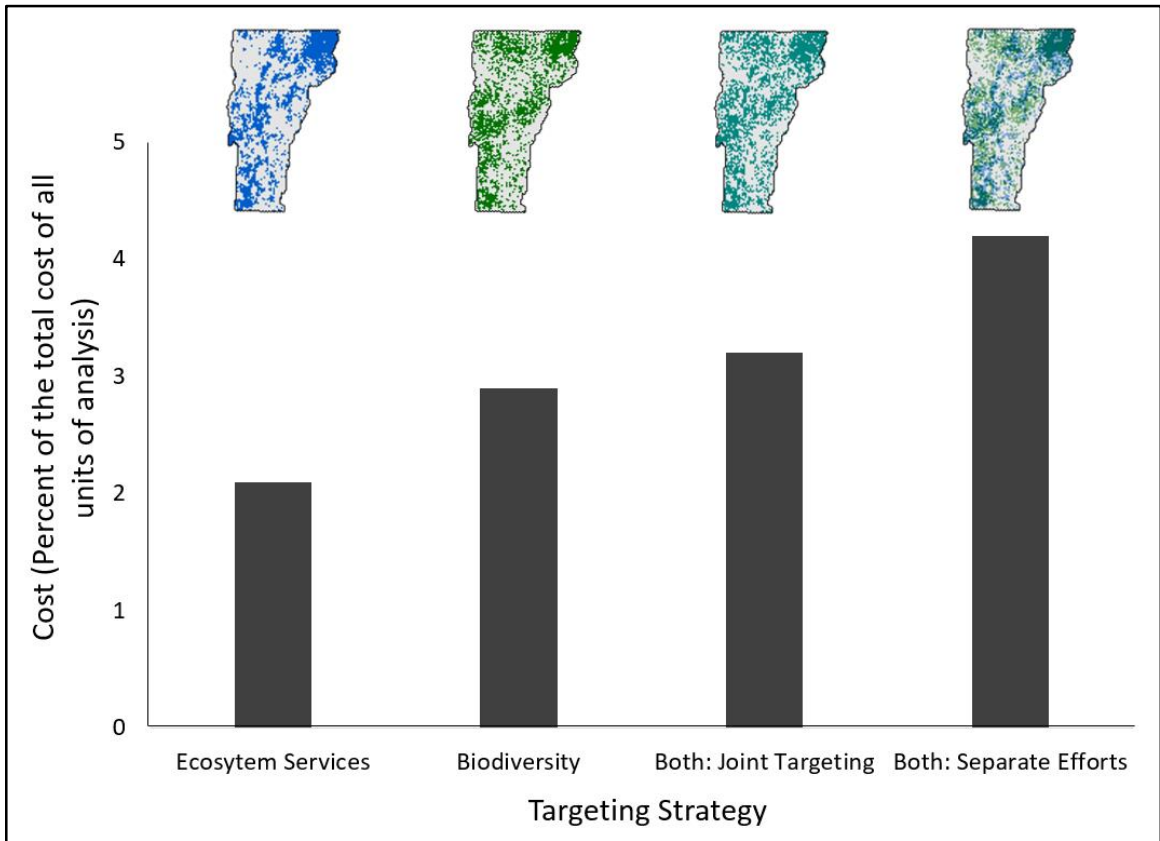 Cost (Percent of the total cost of all
units of analysis)
5
4
3
2
1
0
Ecosytem Services
Biodiversity
Both: Joint Targeting
Both: Separate Efforts
Targeting Strategy